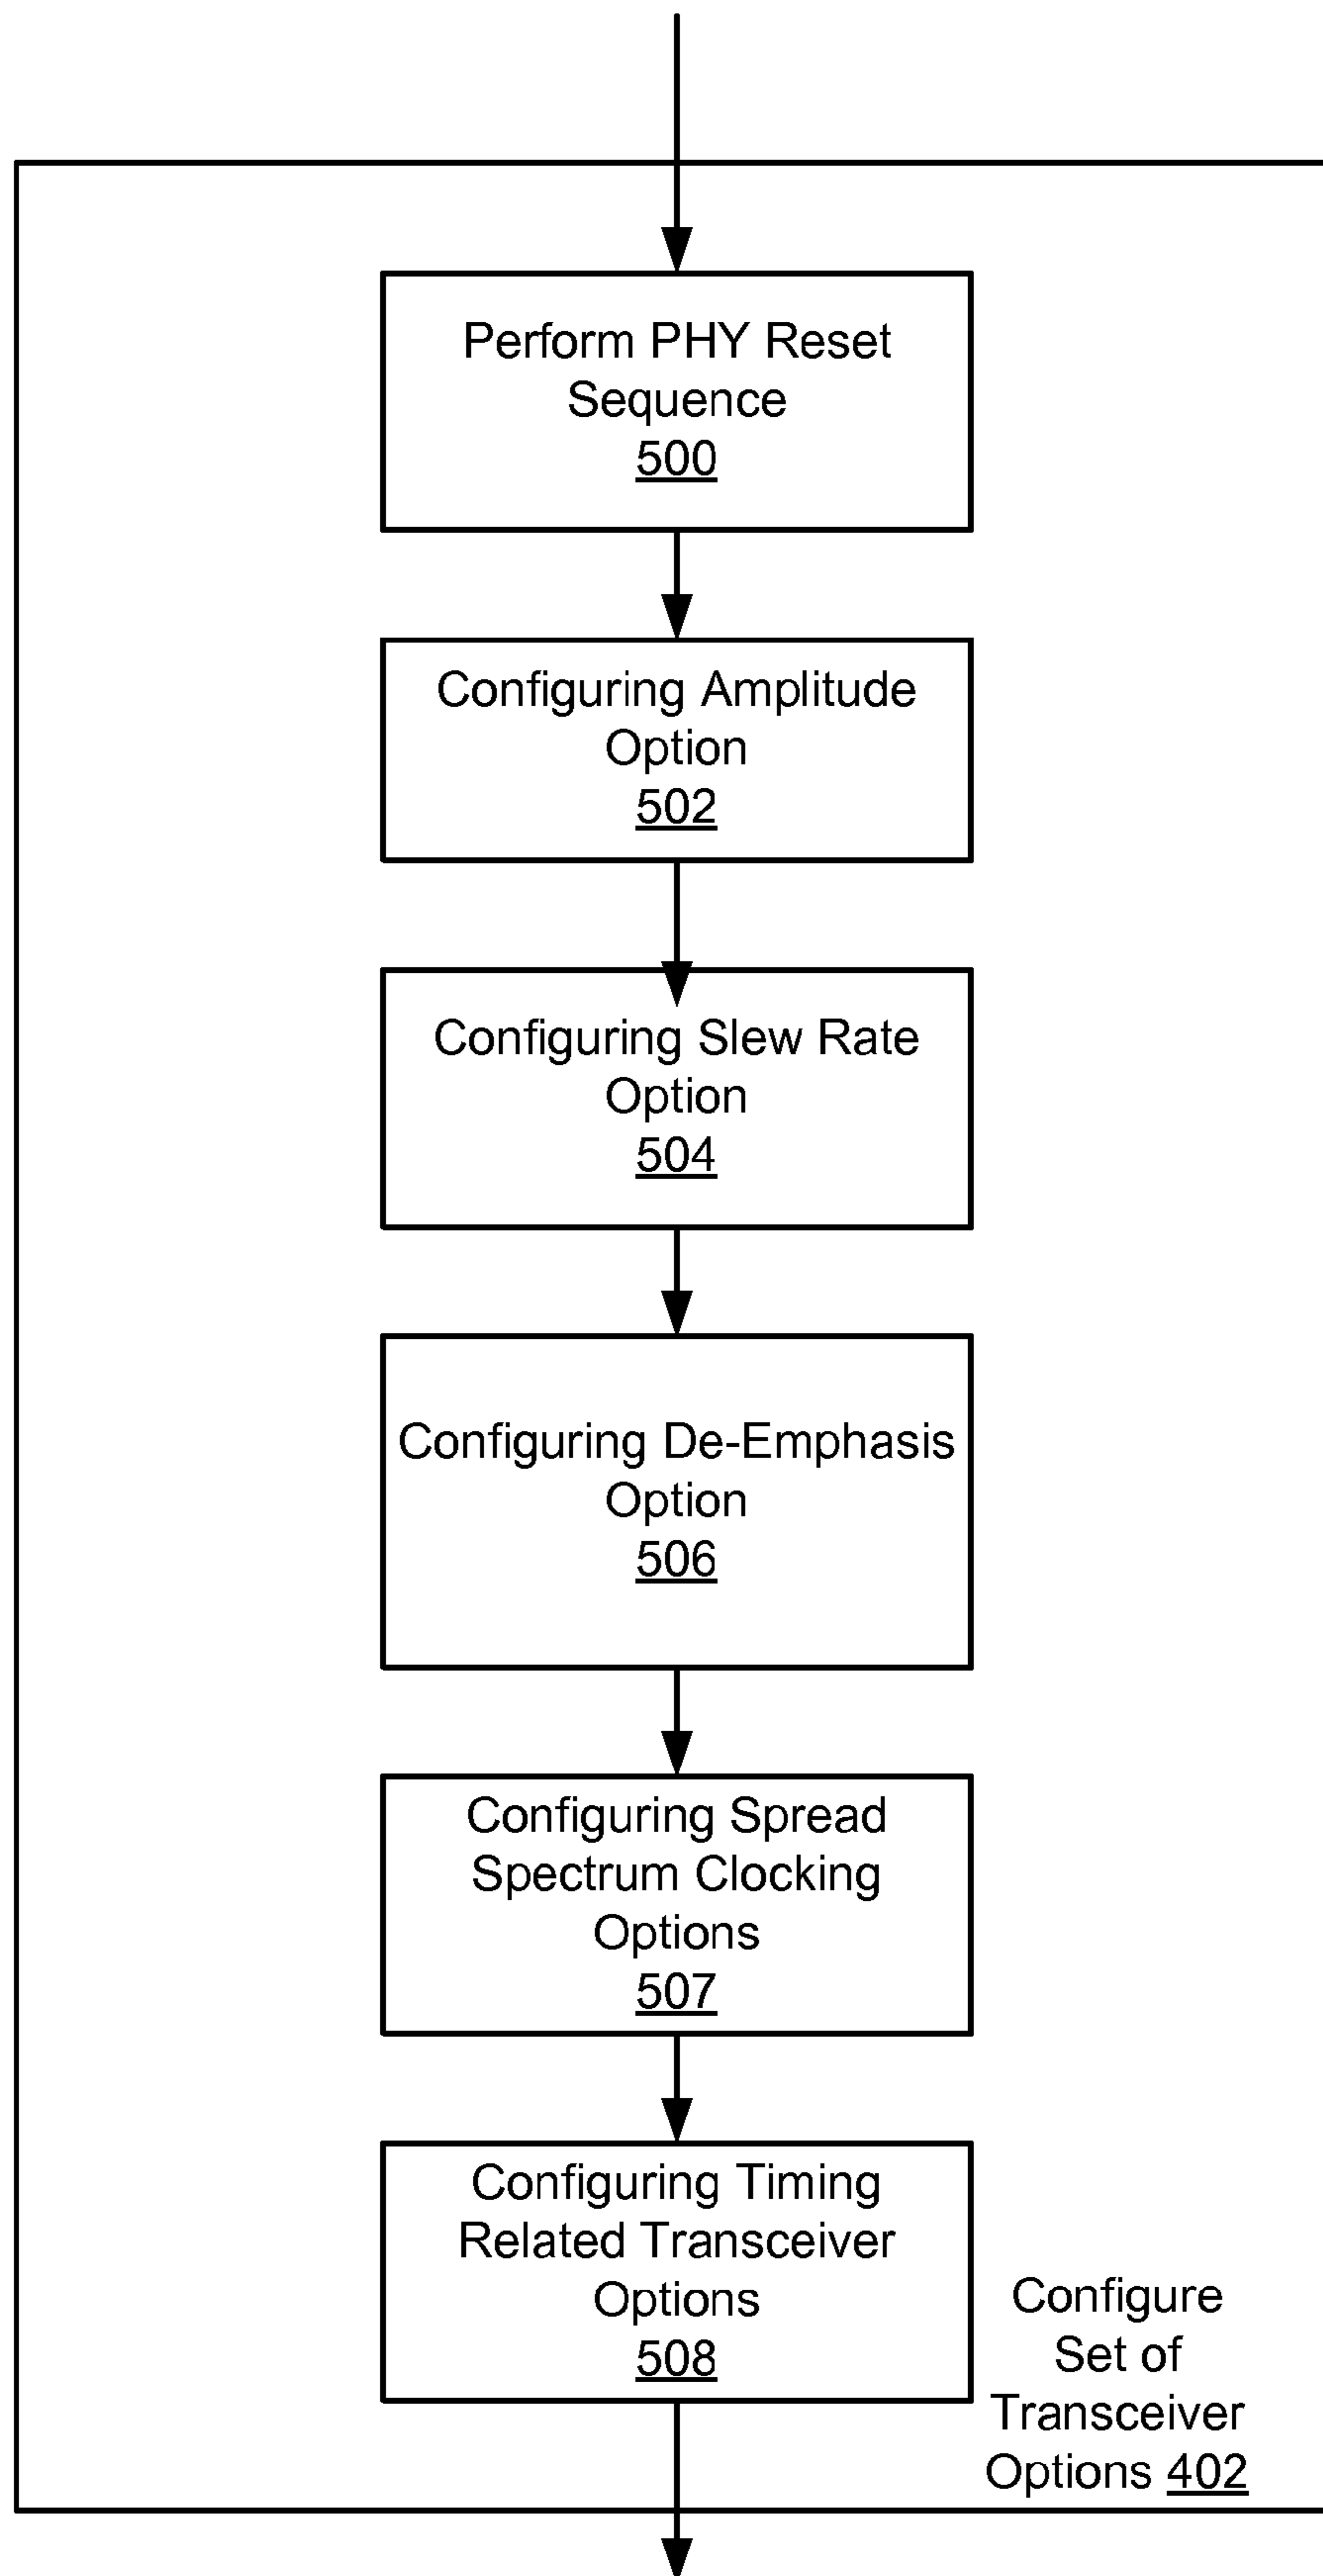 Perform PHY Reset
Sequence
500
Configuring Amplitude
Option
502
Configuring Slew Rate
Option
504
Configuring De-Emphasis
Option
506
Configuring Spread
Spectrum Clocking
Options
507
Configuring Timing
Related Transceiver
Options
508
Configure
Set of
Transceiver
Options 402